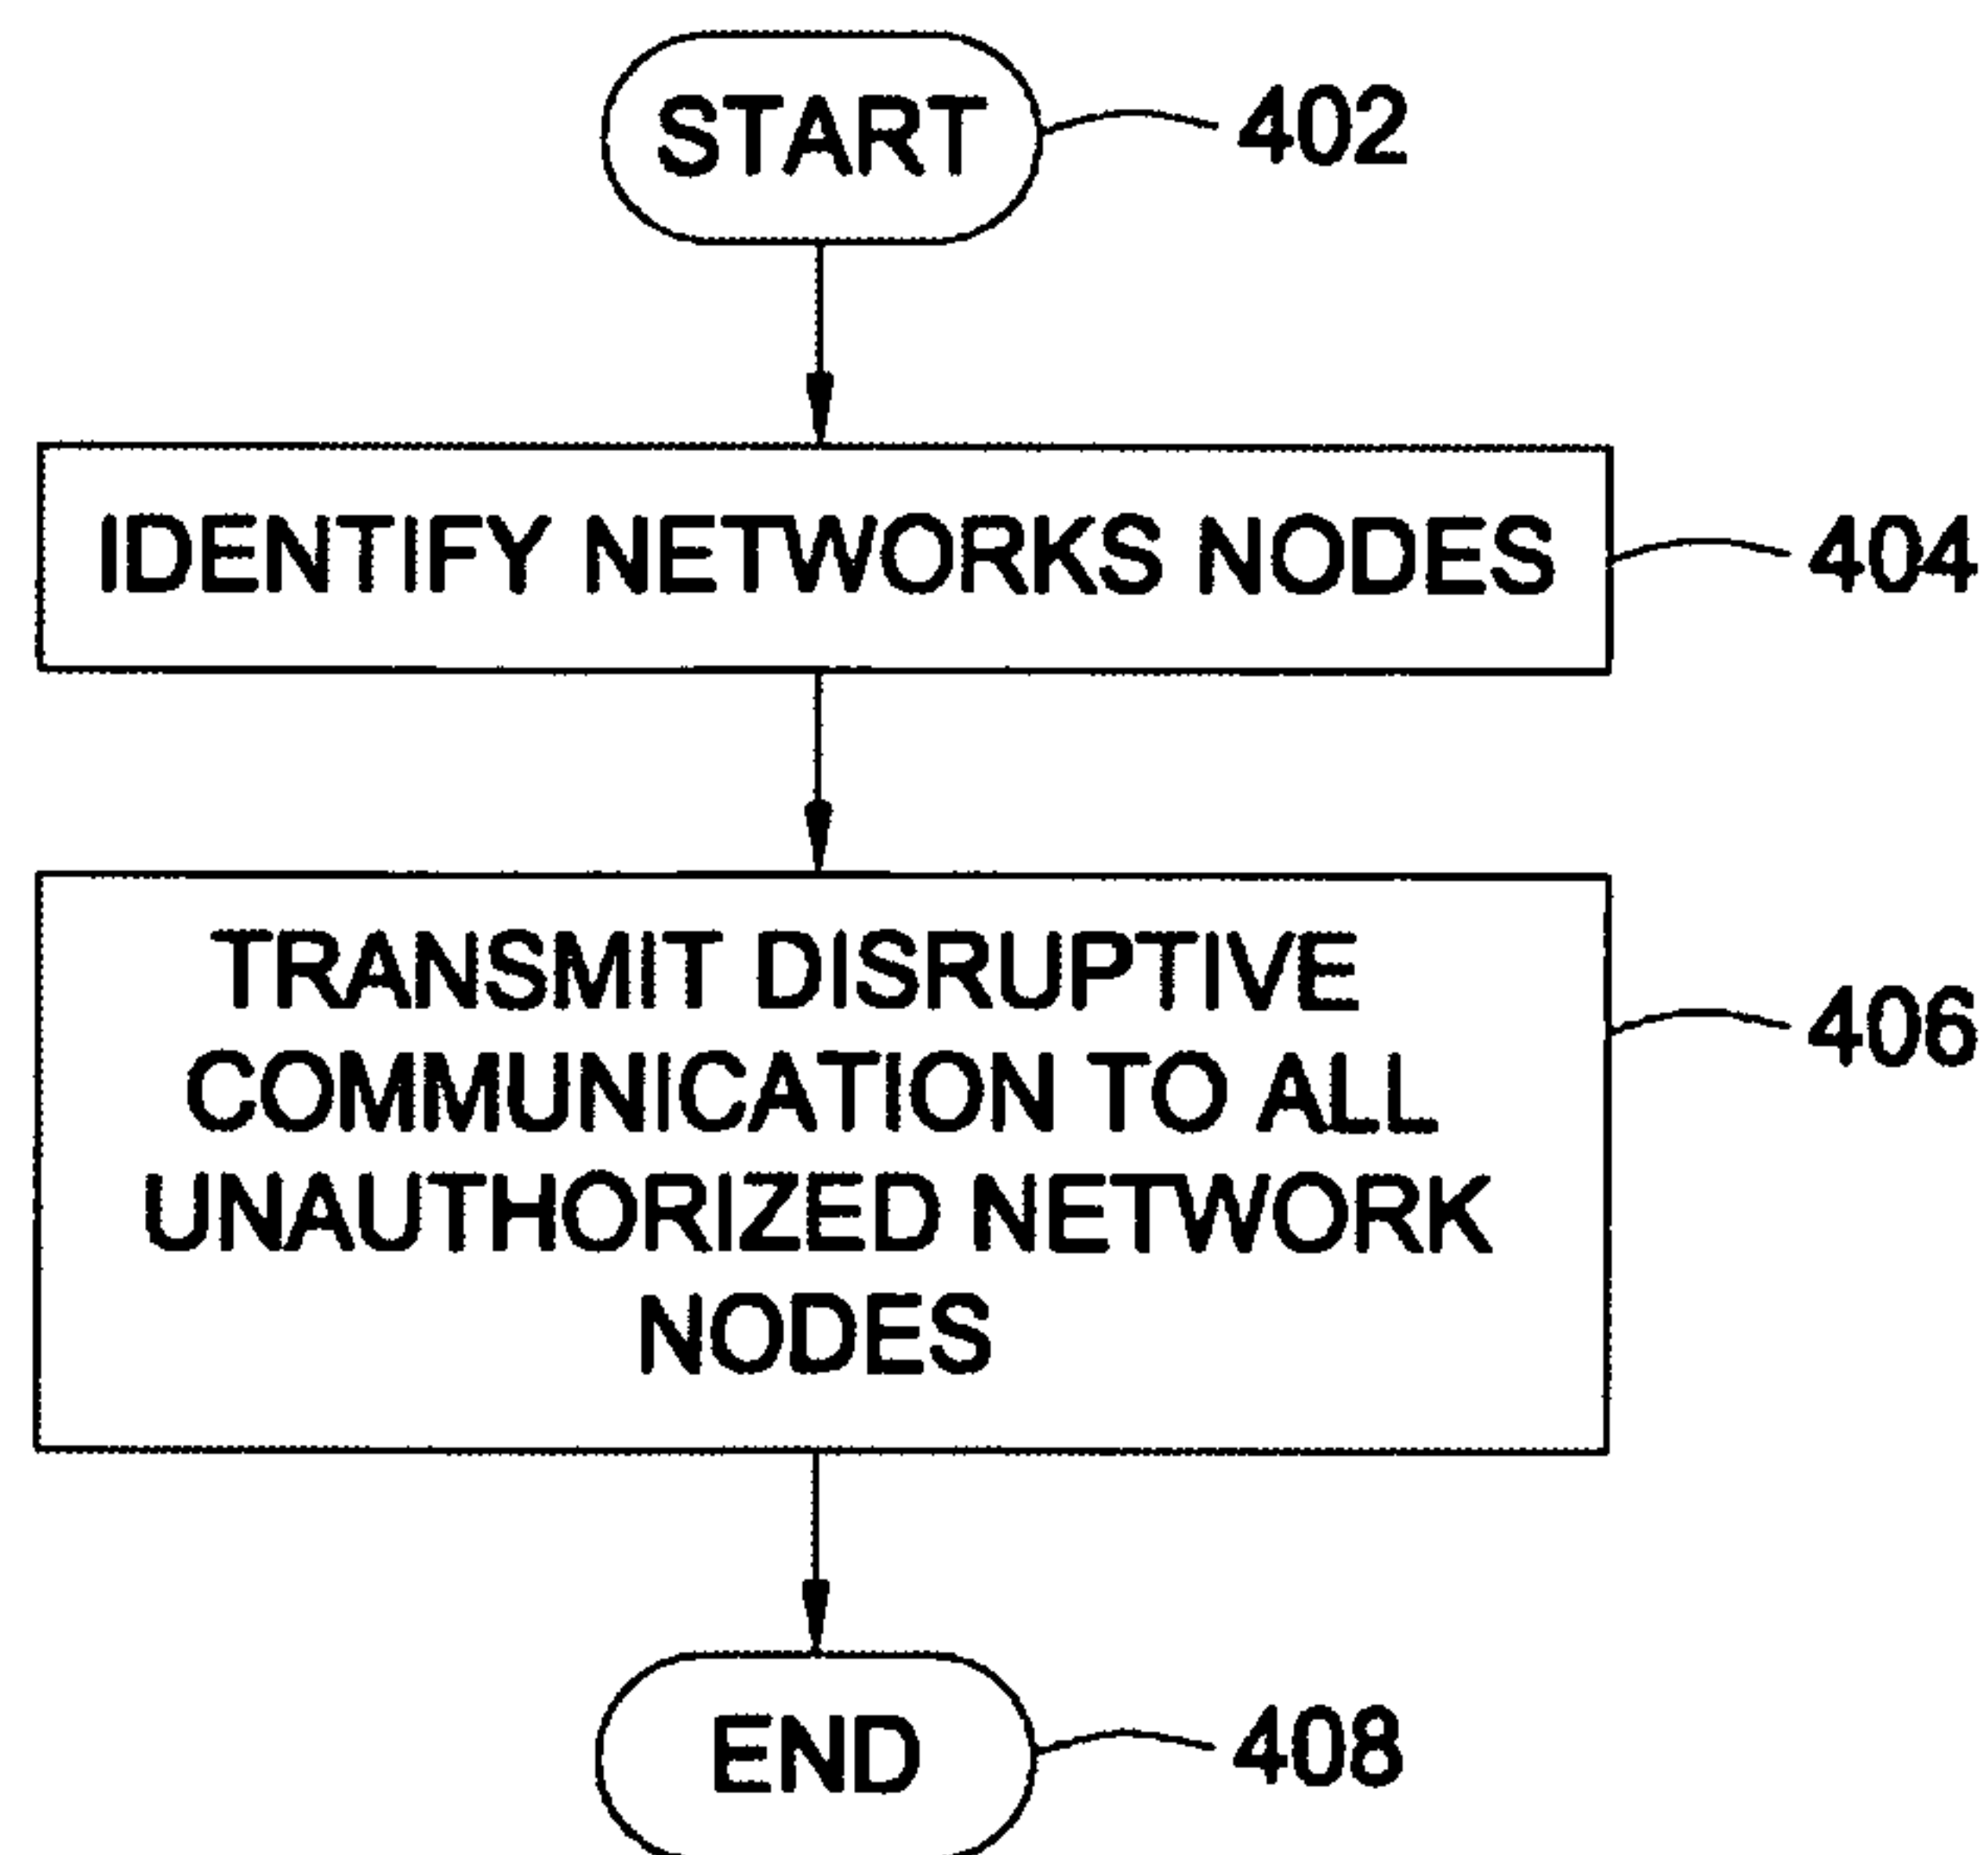 START
402
IDENTIFY NETWORKS NODES
404
TRANSMIT DISRUPTIVE
COMMUNICATION TO ALL
UNAUTHORIZED NETWORK
NODES
406
END
408